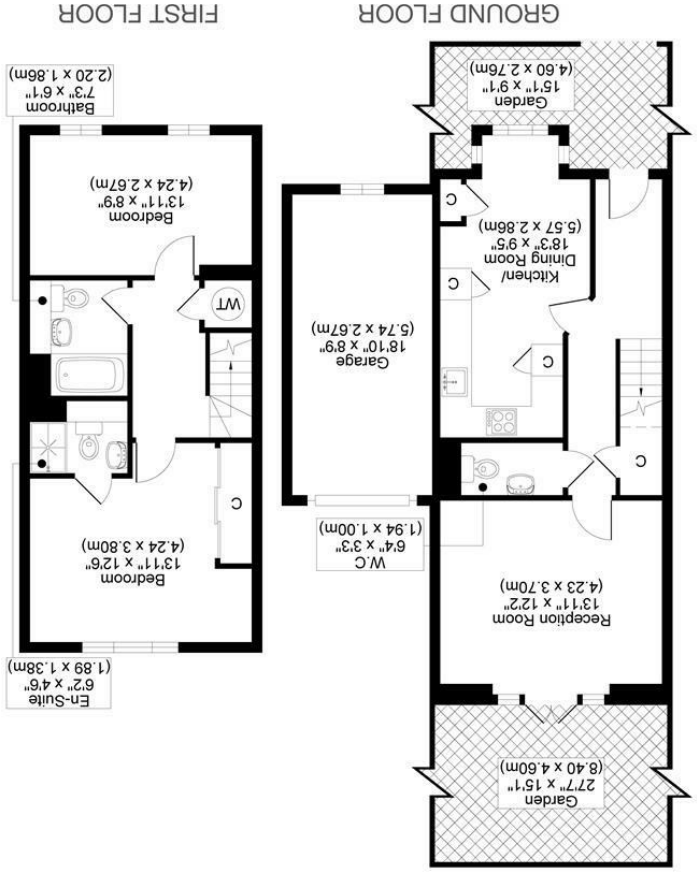 Garden
27'7" x 15'1"
(8.40 x 4.60m)
Reception Room
13'11" x 12'2"
(4.23 x 3.70m)
W.C
6'4" x 3'3"
(1.94 x 1.00m)
C
C
C
C
Kitchen/
Dining Room
18'3" x 9'5"
(5.57 x 2.86m)
Garage
18'10" x 8'9"
(5.74 x 2.67m)
Garden
15'1" x 9'1"
(4.60 x 2.76m)
GROUND FLOOR
En-Suite
6'2" x 4'6"
(1.89 x 1.38m)
Bedroom
13'11" x 12'6"
(4.24 x 3.80m)
C
WT
Bedroom
13'11" x 8'9"
(4.24 x 2.67m)
Bathroom
7'3" x 6'1"
(2.20 x 1.86m)
FIRST FLOOR